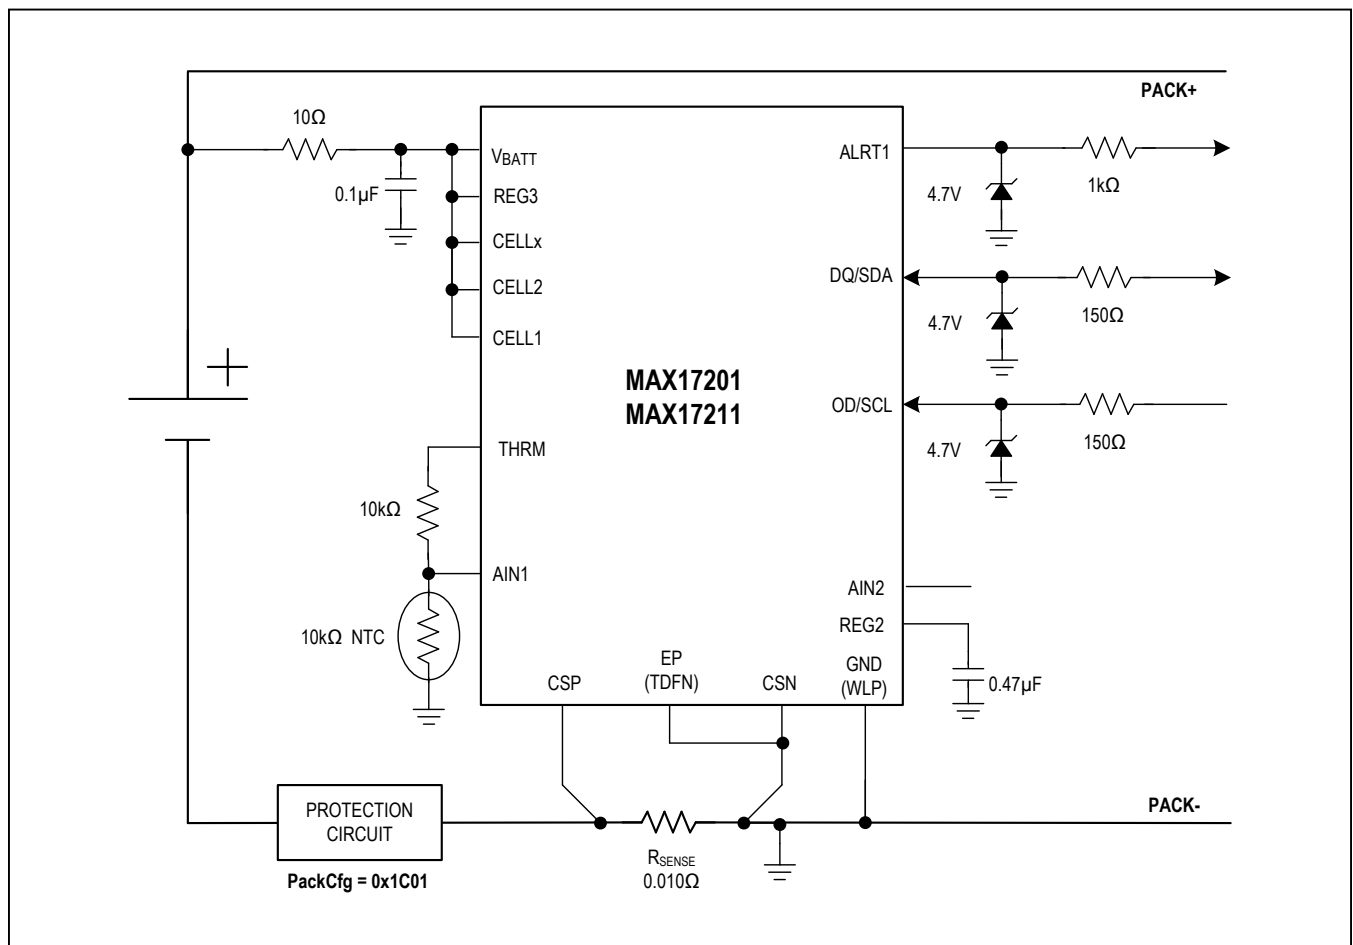 PACK+
10Ω
0.1µF
VBATT
REG3
CELLx
CELL2
CELL1
THRM
10kΩ
AIN1
10kΩ NTC
MAX17201
MAX17211
ALRT1
4.7V
1kΩ
DQ/SDA
4.7V
150Ω
OD/SCL
4.7V
150Ω
AIN2
REG2
0.47µF
CSP
EP
(TDFN)
CSN
GND
(WLP)
PROTECTION
CIRCUIT
PackCfg = 0x1C01
RSENSE
0.010Ω
PACK-